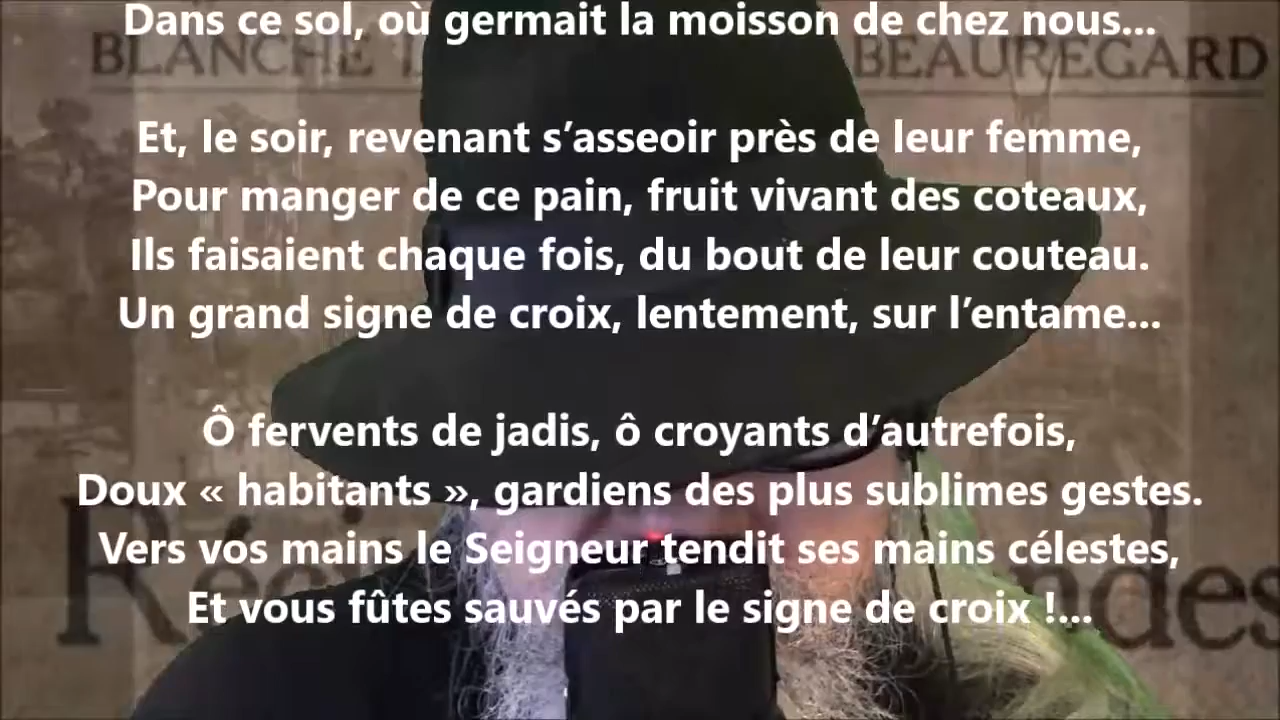 Dans ce sol, où germait la moisson de chez nous...
BLANCHE BEAUREGARD
Et, le soir, revenant s’asseoir près de leur femme,
Pour manger de ce pain, fruit vivant des coteaux,
Ils faisaient chaque fois, du bout de leur couteau.
Un grand signe de croix, lentement, sur l’entame...
Ô fervents de jadis, ô croyants d’autrefois,
Doux « habitants », gardiens des plus sublimes gestes.
Vers vos mains le Seigneur tendit ses mains célestes,
Et vous fûtes sauvés par le signe de croix !...